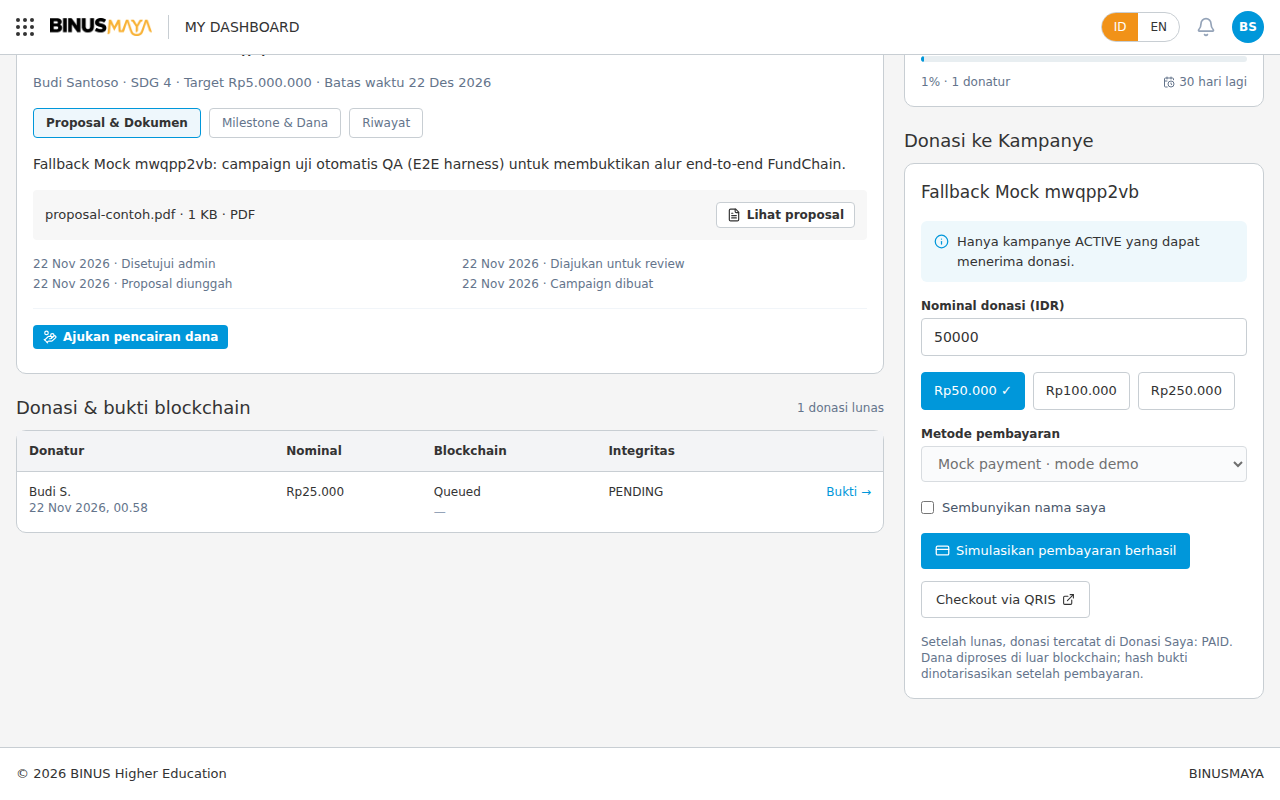 BINUSMAYA
MY DASHBOARD
ID
EN
BS
Budi Santoso · SDG 4 · Target Rp5.000.000 · Batas waktu 22 Des 2026
Proposal & Dokumen
Milestone & Dana
Riwayat
Fallback Mock mwqpp2vb: campaign uji otomatis QA (E2E harness) untuk membuktikan alur end-to-end FundChain.
proposal-contoh.pdf · 1 KB · PDF
Lihat proposal
22 Nov 2026 · Disetujui admin
22 Nov 2026 · Diajukan untuk review
22 Nov 2026 · Proposal diunggah
22 Nov 2026 · Campaign dibuat
Ajukan pencairan dana
Donasi & bukti blockchain
1 donasi lunas
Donatur
Nominal
Blockchain
Integritas
Budi S.
22 Nov 2026, 00.58
Rp25.000
Queued
—
PENDING
Bukti →
1% · 1 donatur
30 hari lagi
Donasi ke Kampanye
Fallback Mock mwqpp2vb
Hanya kampanye ACTIVE yang dapat
menerima donasi.
Nominal donasi (IDR)
50000
Rp50.000 ✓
Rp100.000
Rp250.000
Metode pembayaran
Mock payment · mode demo
Sembunyikan nama saya
Simulasikan pembayaran berhasil
Checkout via QRIS
Setelah lunas, donasi tercatat di Donasi Saya: PAID.
Dana diproses di luar blockchain; hash bukti
dinotarisasikan setelah pembayaran.
© 2026 BINUS Higher Education
BINUSMAYA